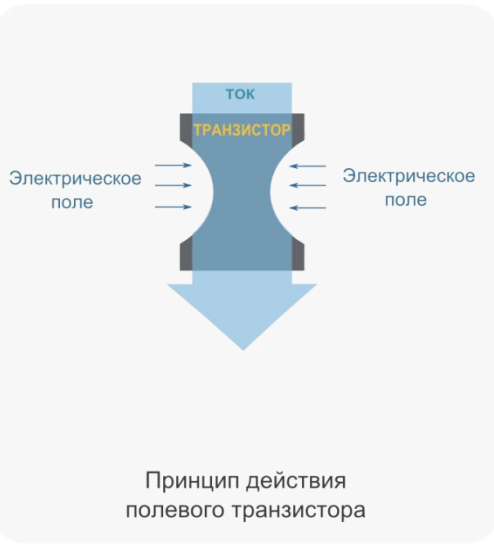 ТОК
ТРАНЗИСТОР
Электрическое
поле
Электрическое
поле
Принцип действия
полевого транзистора